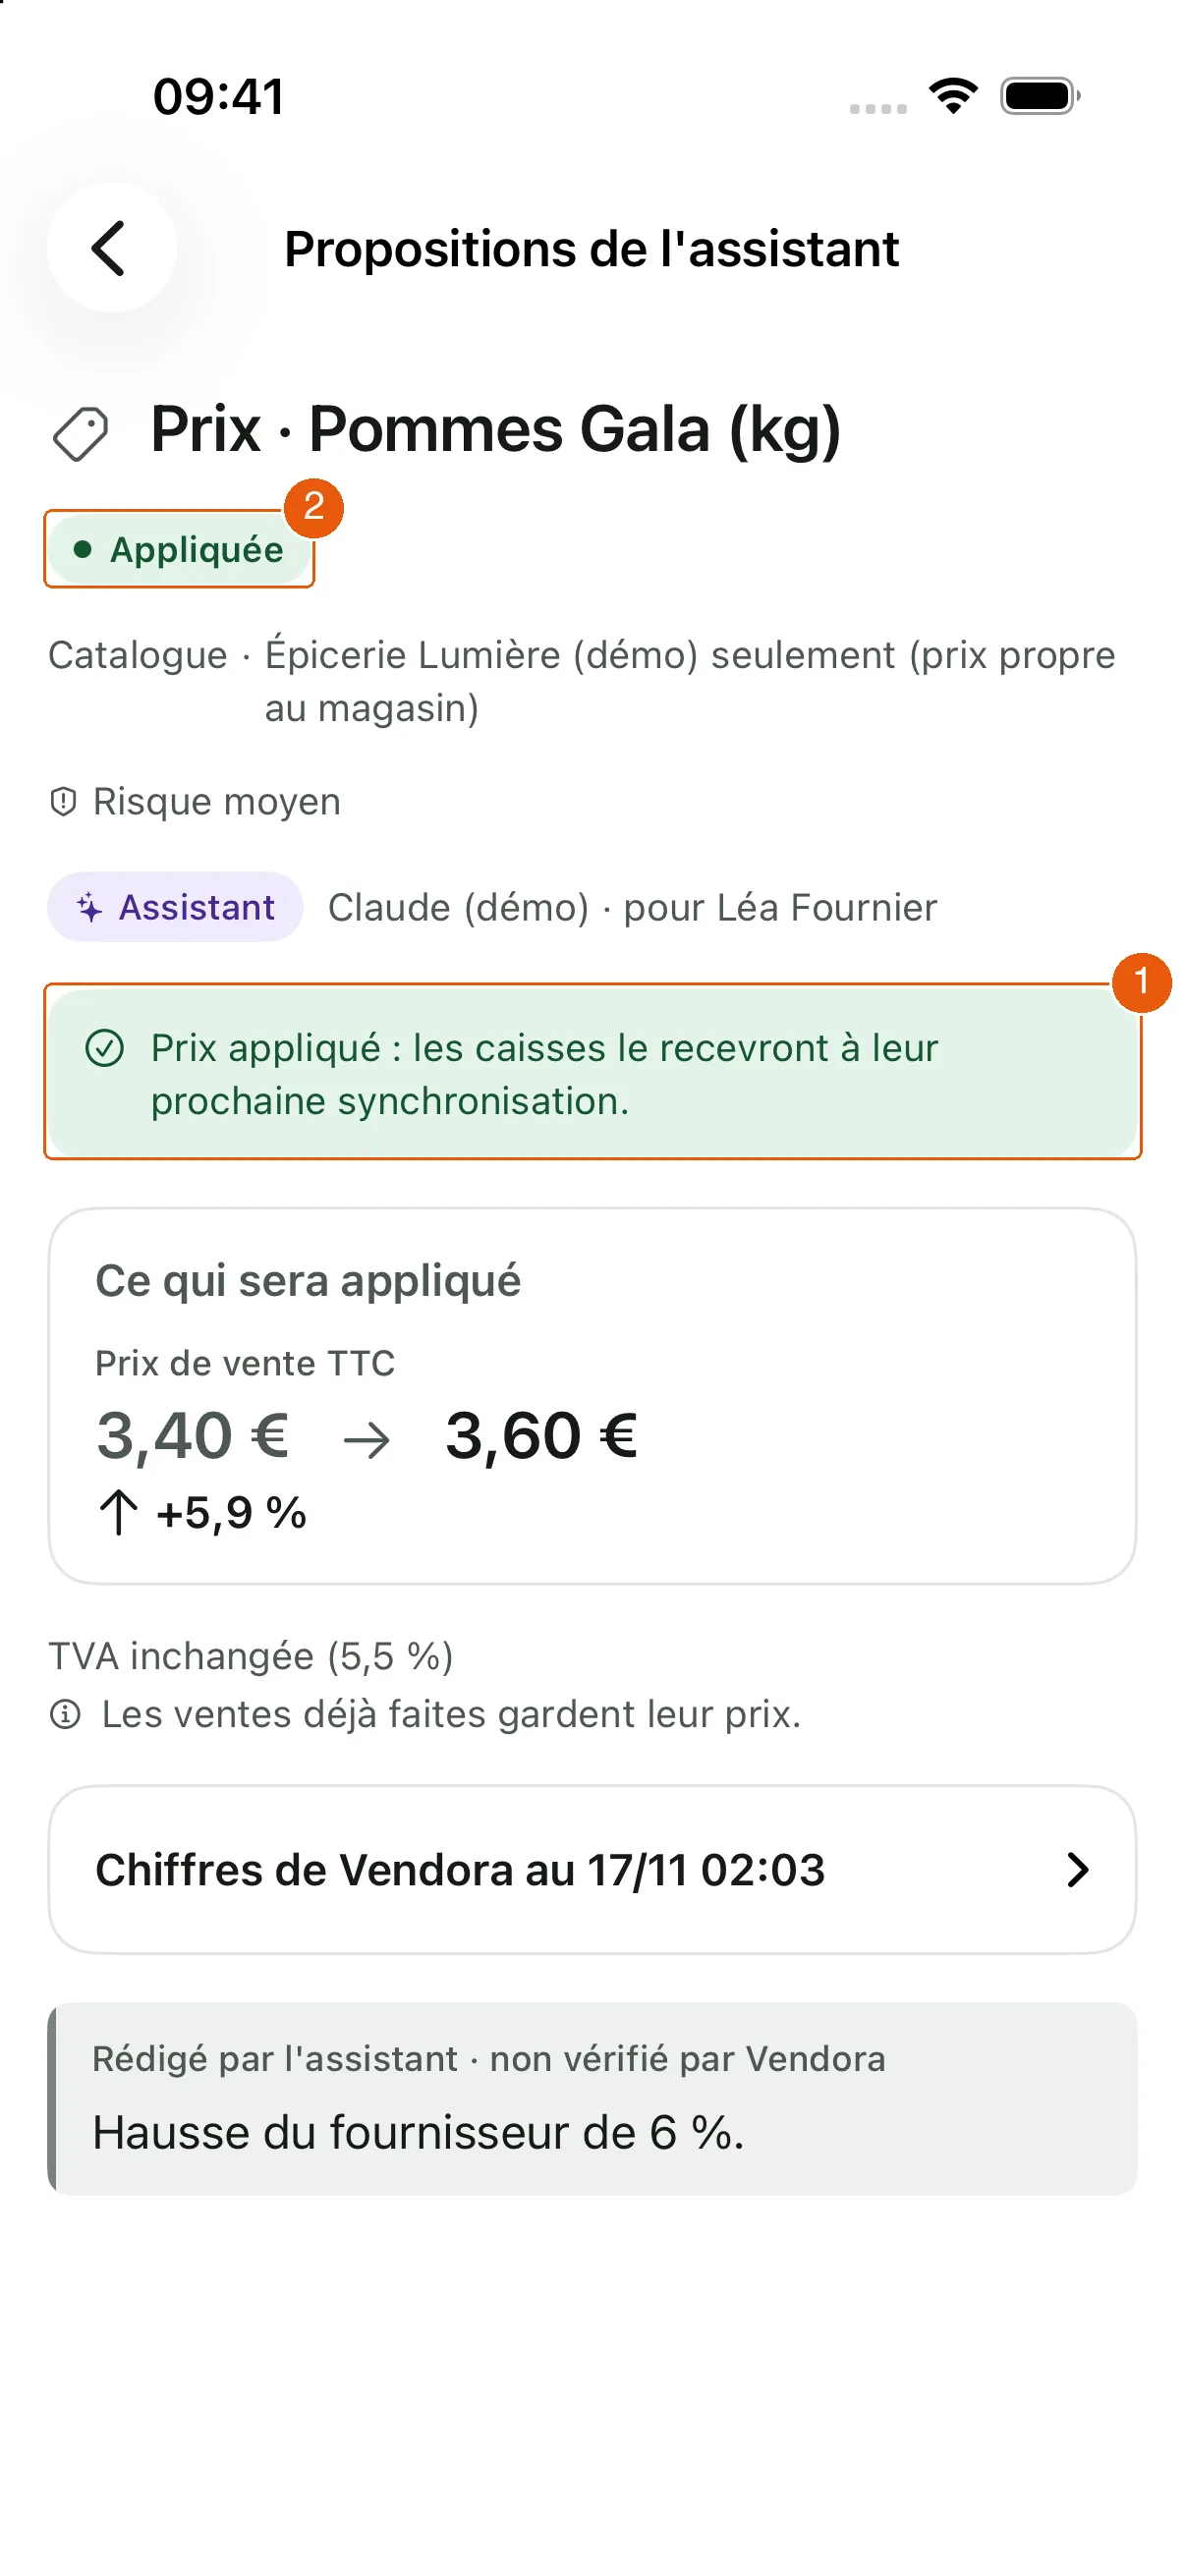 09:41
Propositions de l'assistant
Prix · Pommes Gala (kg)
2
Appliquée
Catalogue · Épicerie Lumière (démo) seulement (prix propre
au magasin)
Risque moyen
Assistant Claude (démo) · pour Léa Fournier
1
Prix appliqué : les caisses le recevront à leur
prochaine synchronisation.
Ce qui sera appliqué
Prix de vente TTC
3,40 € → 3,60 €
↑ +5,9 %
TVA inchangée (5,5 %)
Les ventes déjà faites gardent leur prix.
Chiffres de Vendora au 17/11 02:03
Rédigé par l'assistant · non vérifié par Vendora
Hausse du fournisseur de 6 %.